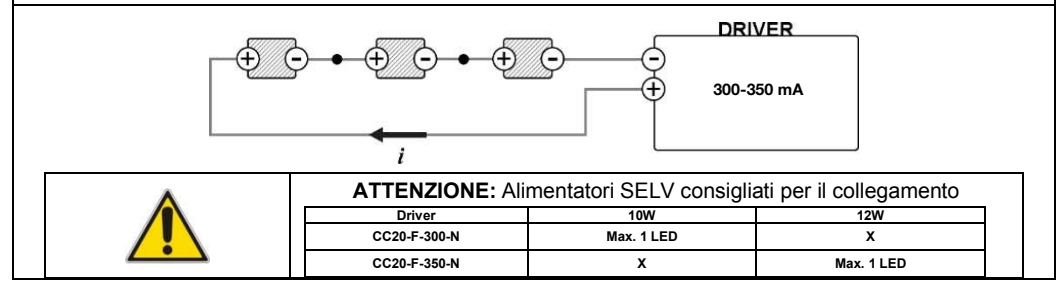 DRIVER
+ - + - + - -
300-350 mA
+
i
ATTENZIONE: Alimentatori SELV consigliati per il collegamento
Driver 10W 12W
CC20-F-300-N Max. 1 LED X
CC20-F-350-N X Max. 1 LED